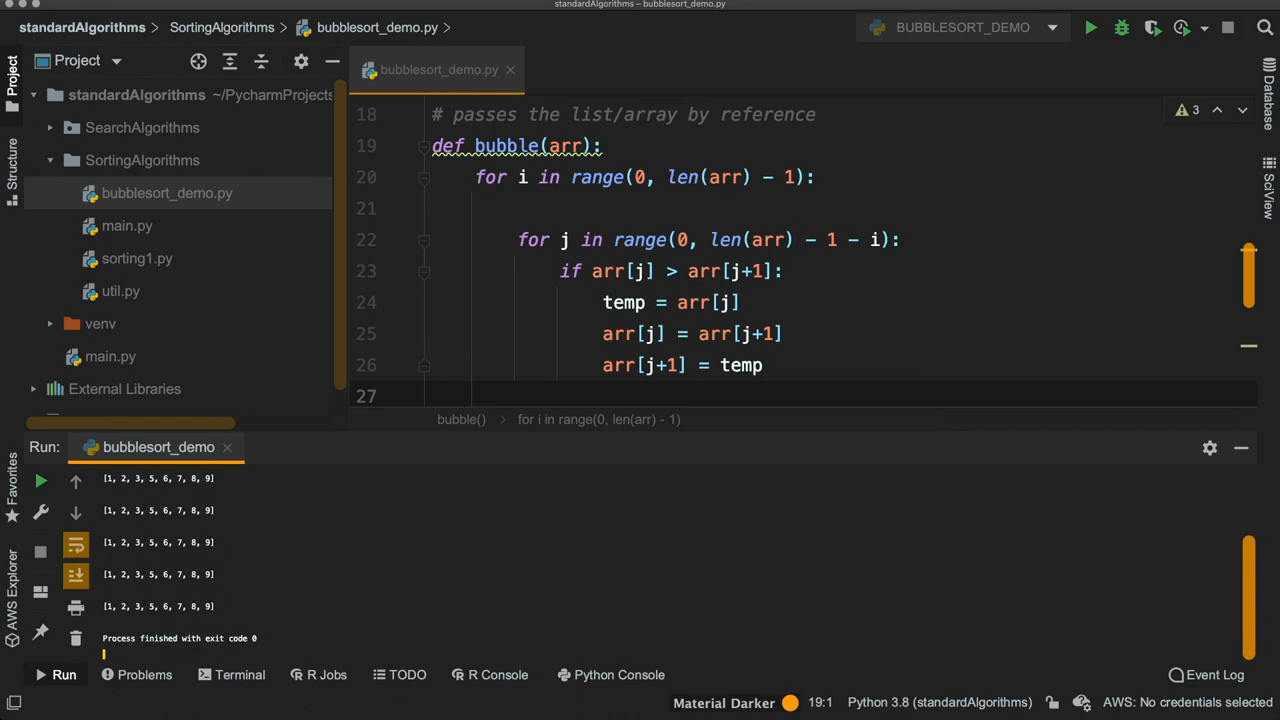 standardAlgorithms – bubblesort_demo.py
standardAlgorithms > SortingAlgorithms > bubblesort_demo.py >
BUBBLESORT_DEMO
Project
Project
bubblesort_demo.py
Database
standardAlgorithms ~/PycharmProjects
SearchAlgorithms
SortingAlgorithms
bubblesort_demo.py
main.py
sorting1.py
util.py
venv
main.py
External Libraries
Structure
SciView
3
18 # passes the list/array by reference
19 def bubble(arr):
20 for i in range(0, len(arr) - 1):
21
22 for j in range(0, len(arr) - 1 - i):
23 if arr[j] > arr[j+1]:
24 temp = arr[j]
25 arr[j] = arr[j+1]
26 arr[j+1] = temp
27
bubble() > for i in range(0, len(arr) - 1)
Run: bubblesort_demo
Favorites
AWS Explorer
[1, 2, 3, 5, 6, 7, 8, 9]
[1, 2, 3, 5, 6, 7, 8, 9]
[1, 2, 3, 5, 6, 7, 8, 9]
[1, 2, 3, 5, 6, 7, 8, 9]
[1, 2, 3, 5, 6, 7, 8, 9]
Process finished with exit code 0
Run Problems Terminal R Jobs TODO R Console Python Console Event Log
Material Darker 19:1 Python 3.8 (standardAlgorithms) AWS: No credentials selected